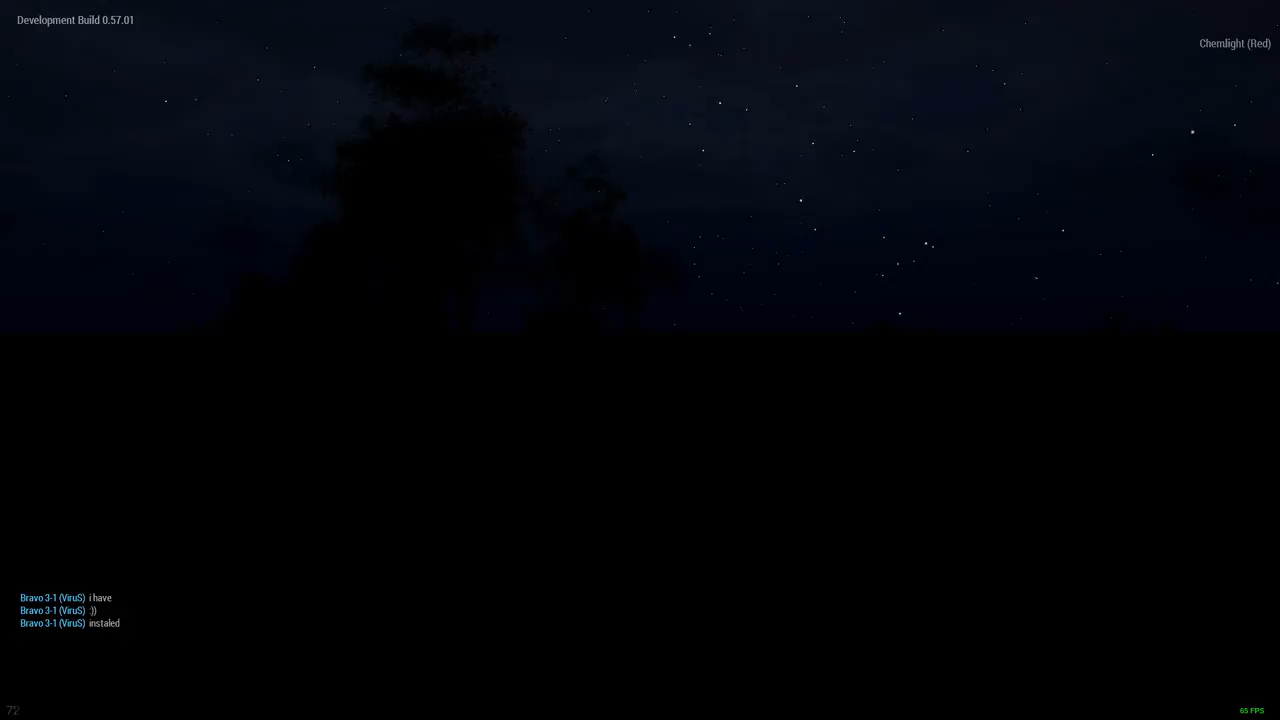 Development Build 0.57.01
Chemlight (Red)
Bravo 3-1 (ViruS) i have
Bravo 3-1 (ViruS) :))
Bravo 3-1 (ViruS) instaled
72
65 FPS